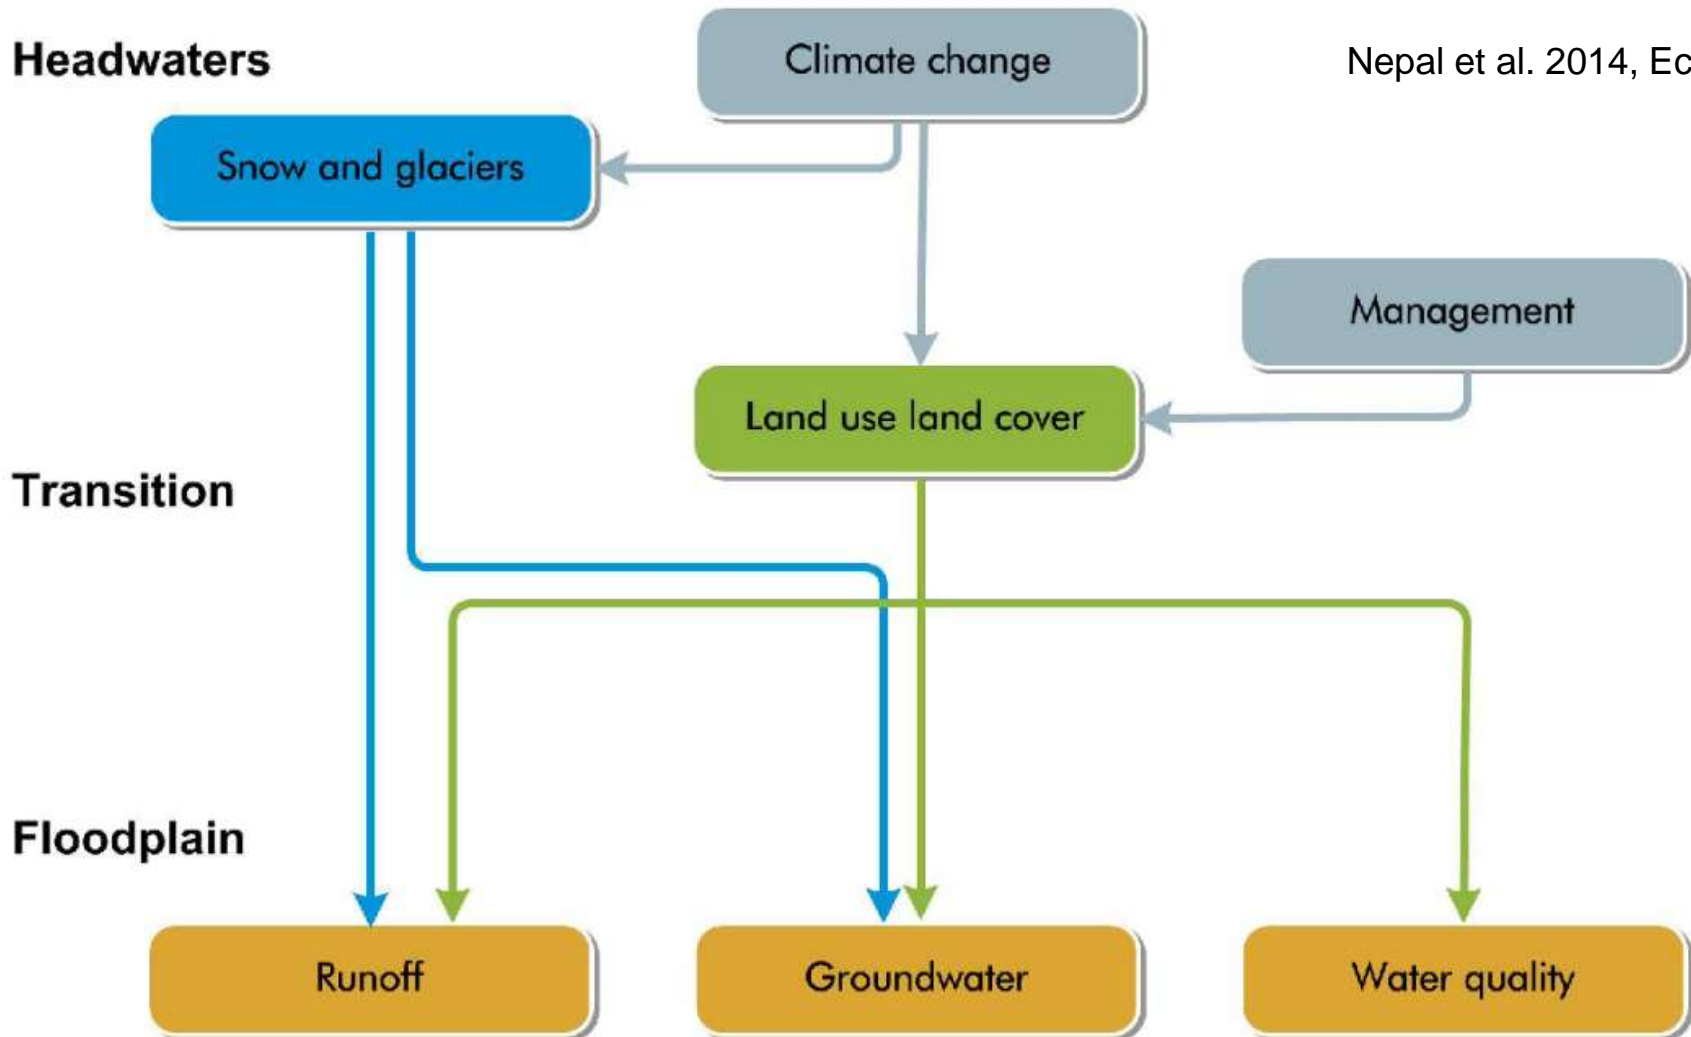 Headwaters
Climate change
Nepal et al. 2014, Ec
Snow and glaciers
Management
Land use land cover
Transition
Floodplain
Runoff
Groundwater
Water quality